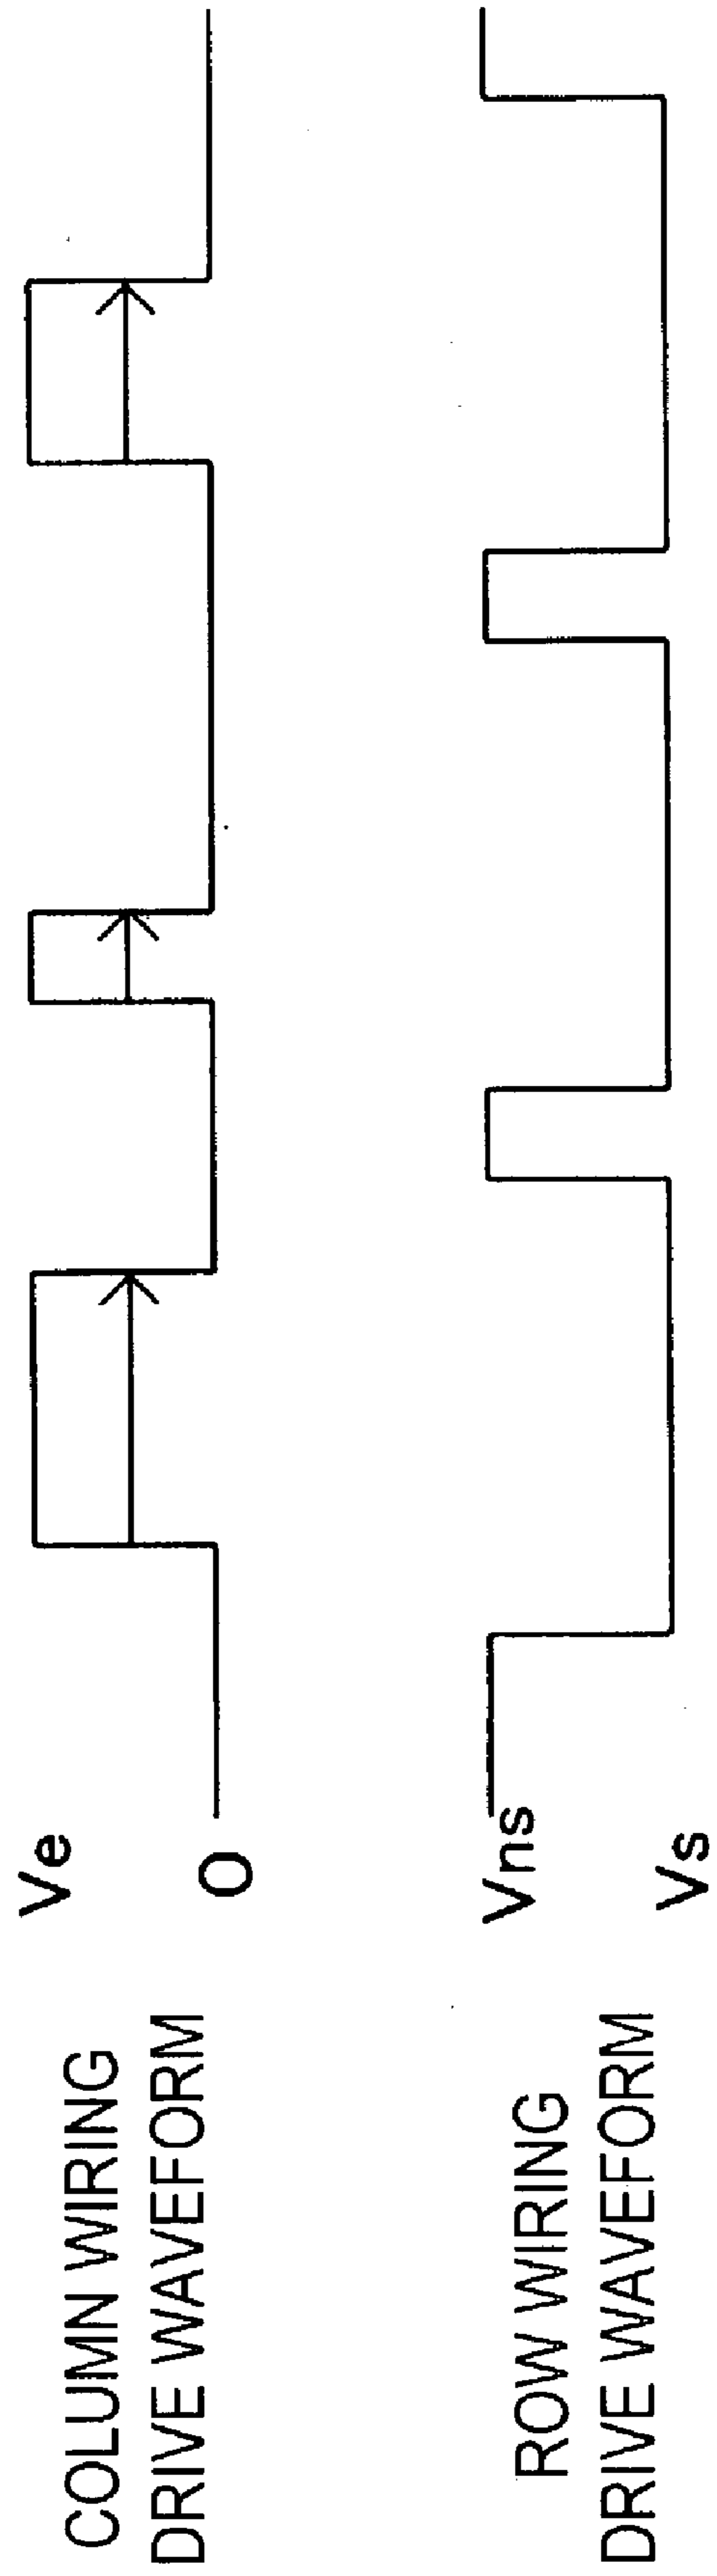 COLUMN WIRING
DRIVE WAVEFORM
Ve
0
ROW WIRING
DRIVE WAVEFORM
Vns
Vs